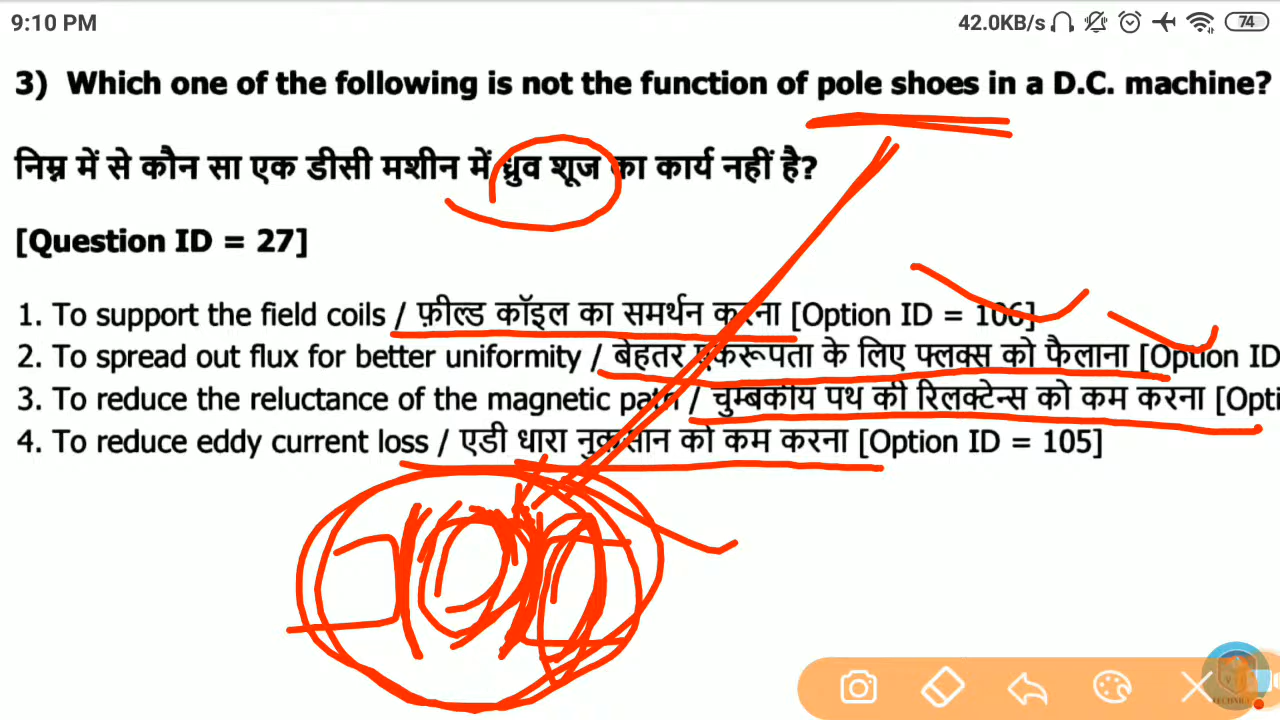 9:10 PM
42.0KB/s
74
3) Which one of the following is not the function of pole shoes in a D.C. machine?
निम्न में से कौन सा एक डीसी मशीन में ध्रुव शूज का कार्य नहीं है?
[Question ID = 27]
1. To support the field coils / फ़ील्ड कॉइल का समर्थन करना [Option ID = 106]
2. To spread out flux for better uniformity / बेहतर एकरूपता के लिए फ्लक्स को फैलाना [Option ID
3. To reduce the reluctance of the magnetic path / चुम्बकीय पथ की रिलक्टेन्स को कम करना [Opti
4. To reduce eddy current loss / एडी धारा नुकसान को कम करना [Option ID = 105]